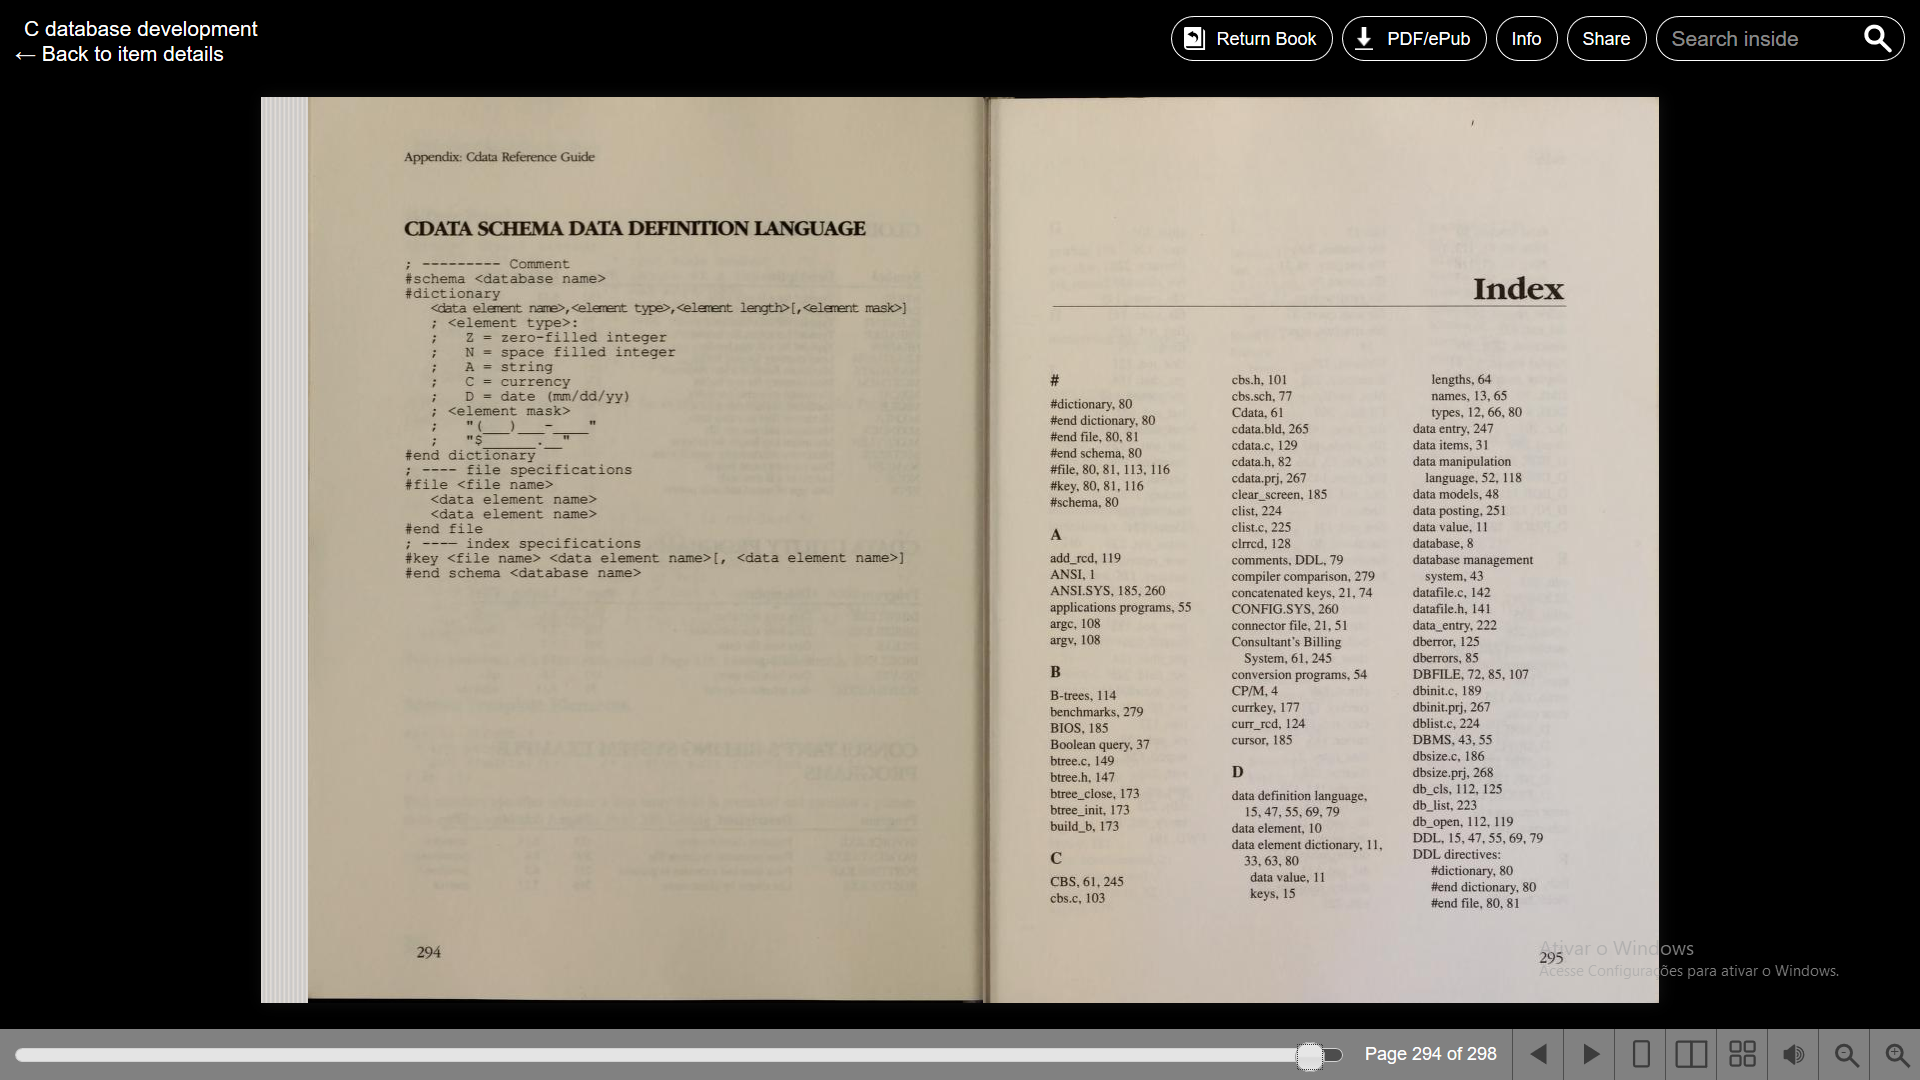 C database development
← Back to item details
Return Book
PDF/ePub
Info
Share
Search inside
Appendix: Cdata Reference Guide
CDATA SCHEMA DATA DEFINITION LANGUAGE
; --------- Comment
#schema <database name>
#dictionary
<data element name>,<element type>,<element length>[,<element mask>]
; <element type>:
; Z = zero-filled integer
; N = space filled integer
; A = string
; C = currency
; D = date (mm/dd/yy)
; <element mask>
; "(___)___-____"
; "$______.__"
#end dictionary
; ---- file specifications
#file <file name>
<data element name>
<data element name>
#end file
; ---- index specifications
#key <file name> <data element name>[, <data element name>]
#end schema <database name>
294
Index
#
#dictionary, 80
#end dictionary, 80
#end file, 80, 81
#end schema, 80
#file, 80, 81, 113, 116
#key, 80, 81, 116
#schema, 80
A
add_rcd, 119
ANSI, 1
ANSI.SYS, 185, 260
applications programs, 55
argc, 108
argv, 108
B
B-trees, 114
benchmarks, 279
BIOS, 185
Boolean query, 37
btree.c, 149
btree.h, 147
btree_close, 173
btree_init, 173
build_b, 173
C
CBS, 61, 245
cbs.c, 103
cbs.h, 101
cbs.sch, 77
Cdata, 61
cdata.bld, 265
cdata.c, 129
cdata.h, 82
cdata.prj, 267
clear_screen, 185
clist, 224
clist.c, 225
clrrcd, 128
comments, DDL, 79
compiler comparison, 279
concatenated keys, 21, 74
CONFIG.SYS, 260
connector file, 21, 51
Consultant's Billing
System, 61, 245
conversion programs, 54
CP/M, 4
currkey, 177
curr_rcd, 124
cursor, 185
D
data definition language,
15, 47, 55, 69, 79
data element, 10
data element dictionary, 11,
33, 63, 80
data value, 11
keys, 15
lengths, 64
names, 13, 65
types, 12, 66, 80
data entry, 247
data items, 31
data manipulation
language, 52, 118
data models, 48
data posting, 251
data value, 11
database, 8
database management
system, 43
datafile.c, 142
datafile.h, 141
data_entry, 222
dberror, 125
dberrors, 85
DBFILE, 72, 85, 107
dbinit.c, 189
dbinit.prj, 267
dblist.c, 224
DBMS, 43, 55
dbsize.c, 186
dbsize.prj, 268
db_cls, 112, 125
db_list, 223
db_open, 112, 119
DDL, 15, 47, 55, 69, 79
DDL directives:
#dictionary, 80
#end dictionary, 80
#end file, 80, 81
295
Ativar o Windows
Acesse Configurações para ativar o Windows.
Page 294 of 298